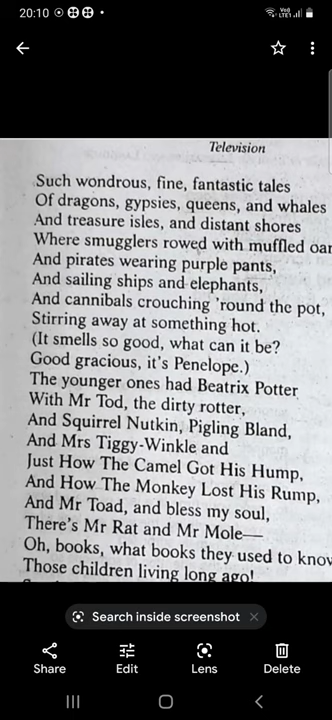 20:10
Vo)
LTE1
Television
Such wondrous, fine, fantastic tales
Of dragons, gypsies, queens, and whales
And treasure isles, and distant shores
Where smugglers rowed with muffled oar
And pirates wearing purple pants,
And sailing ships and elephants,
And cannibals crouching 'round the pot,
Stirring away at something hot.
(It smells so good, what can it be?
Good gracious, it's Penelope.)
The younger ones had Beatrix Potter
With Mr Tod, the dirty rotter,
And Squirrel Nutkin, Pigling Bland,
And Mrs Tiggy-Winkle and
Just How The Camel Got His Hump,
And How The Monkey Lost His Rump,
And Mr Toad, and bless my soul,
There's Mr Rat and Mr Mole—
Oh, books, what books they used to know
Those children living long ago!
Search inside screenshot
Share Edit Lens Delete